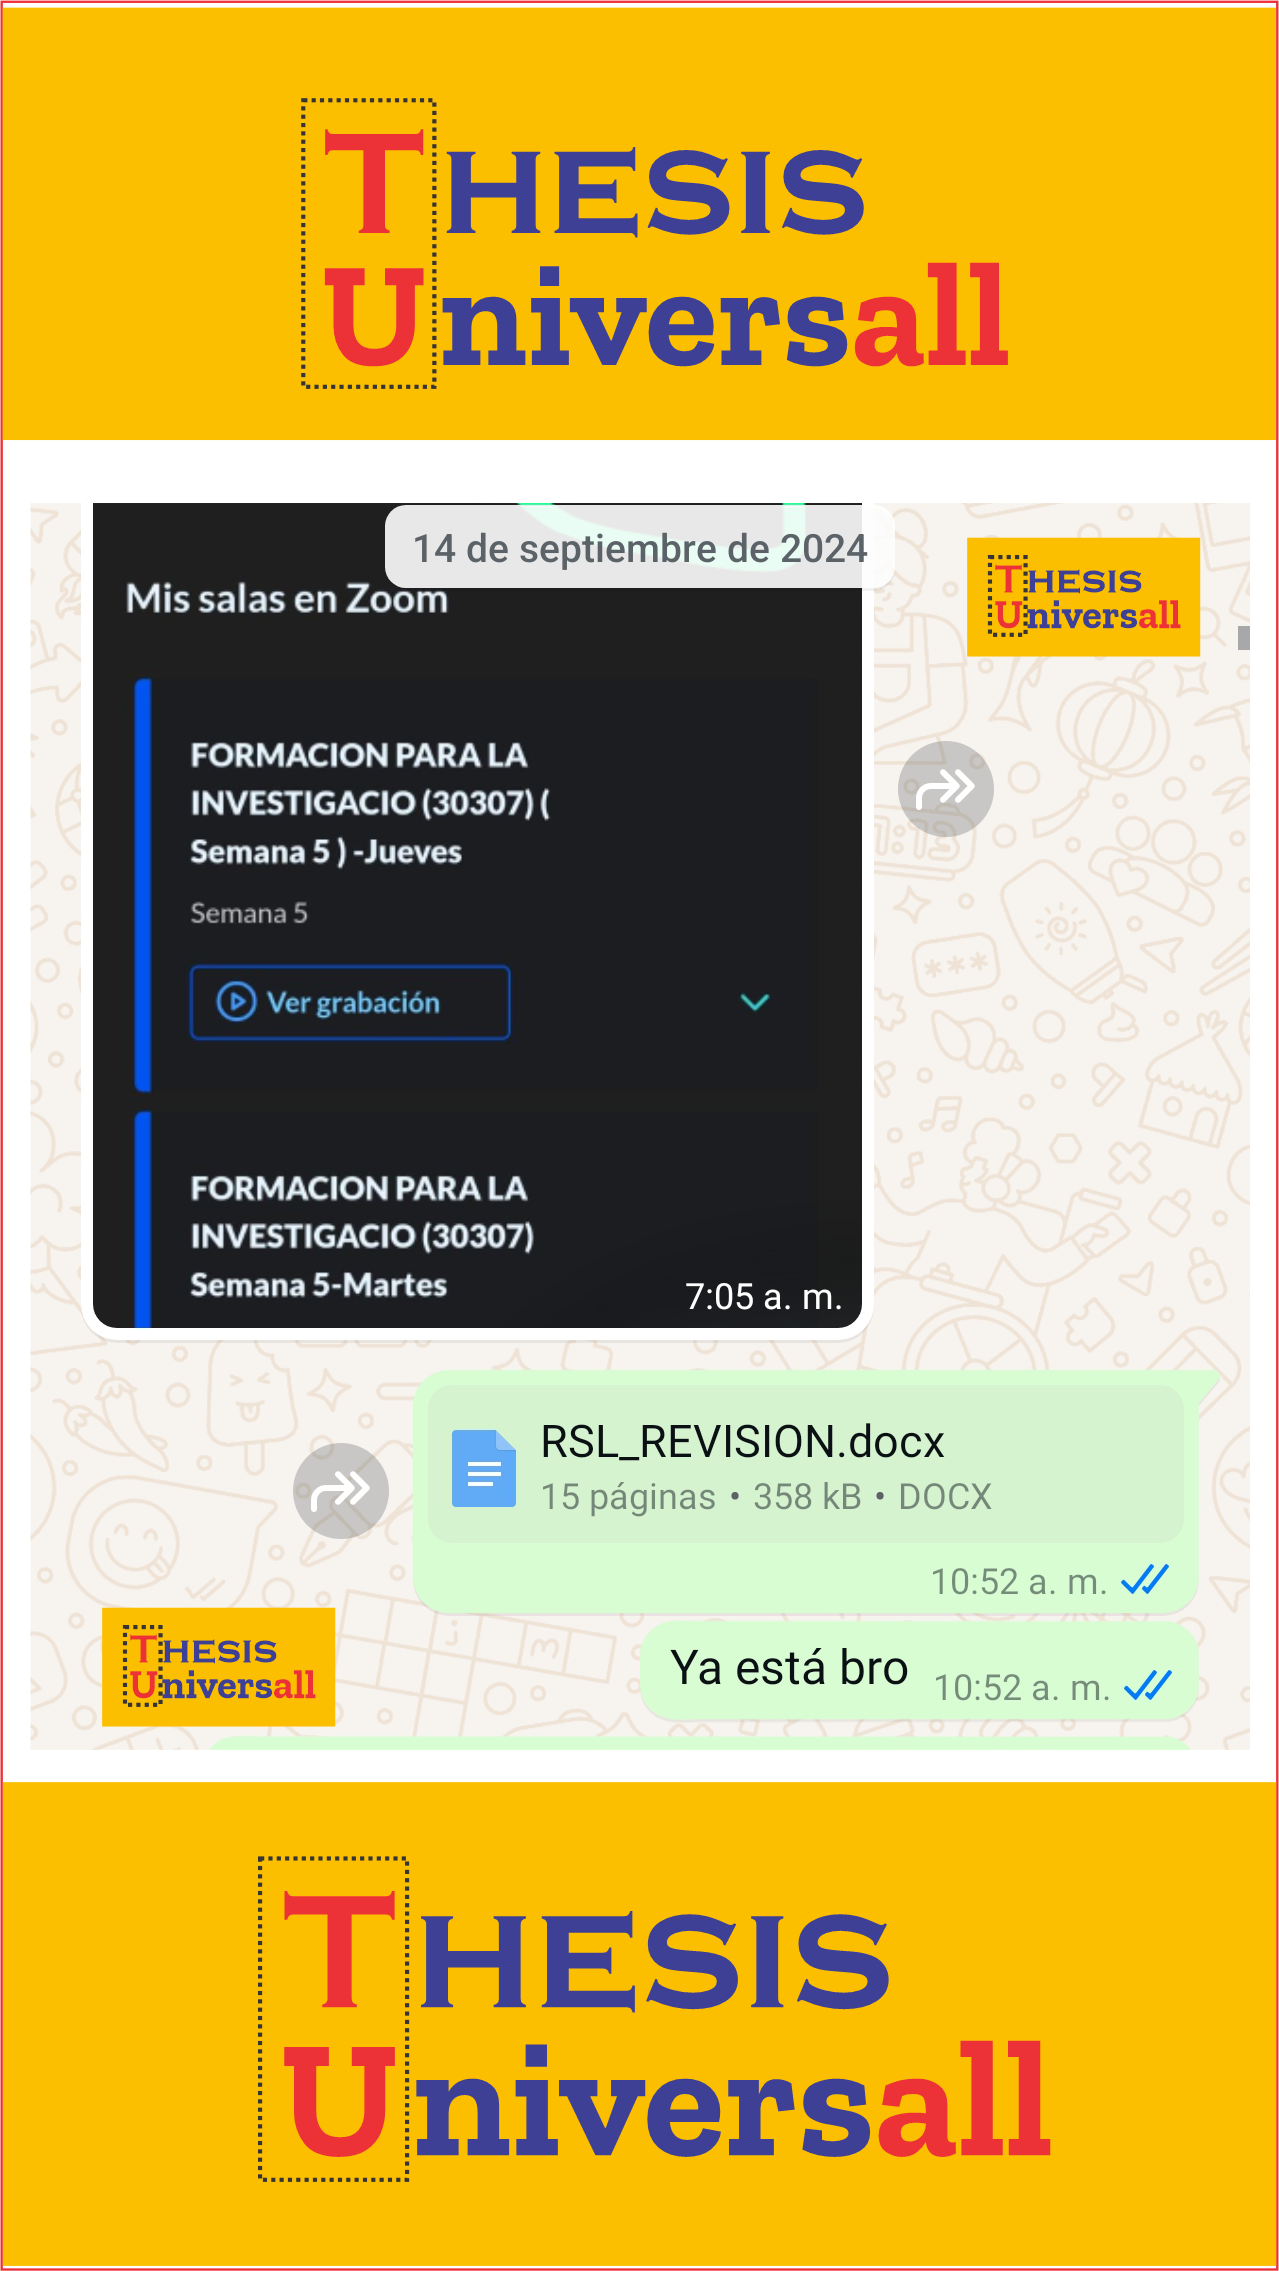 THESIS
Universall
14 de septiembre de 2024
THESIS
Universall
Mis salas en Zoom
FORMACION PARA LA
INVESTIGACIO (30307) (
Semana 5 ) -Jueves
Semana 5
Ver grabación
FORMACION PARA LA
INVESTIGACIO (30307)
Semana 5-Martes
7:05 a. m.
RSL_REVISION.docx
15 páginas • 358 kB • DOCX
10:52 a. m.
THESIS
Universall
Ya está bro
10:52 a. m.
THESIS
Universall